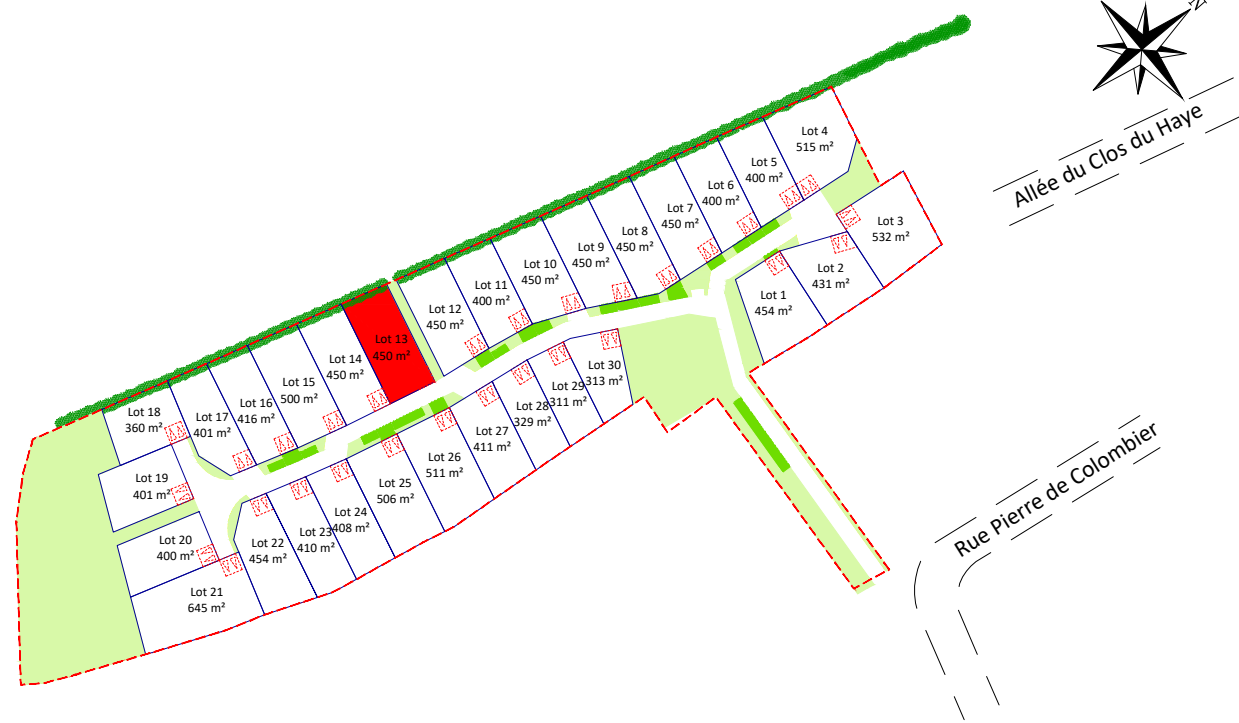 N
Allée du Clos du Haye
Lot 4
515 m²
Lot 5
400 m²
Lot 6
400 m²
Lot 7
450 m²
Lot 8
450 m²
Lot 9
450 m²
Lot 10
450 m²
Lot 11
400 m²
Lot 12
450 m²
Lot 13
450 m²
Lot 14
450 m²
Lot 15
500 m²
Lot 16
416 m²
Lot 17
401 m²
Lot 18
360 m²
Lot 19
401 m²
Lot 20
400 m²
Lot 21
645 m²
Lot 22
454 m²
Lot 23
410 m²
Lot 24
408 m²
Lot 25
506 m²
Lot 26
511 m²
Lot 27
411 m²
Lot 28
329 m²
Lot 29
311 m²
Lot 30
313 m²
Lot 1
454 m²
Lot 2
431 m²
Lot 3
532 m²
Rue Pierre de Colombier